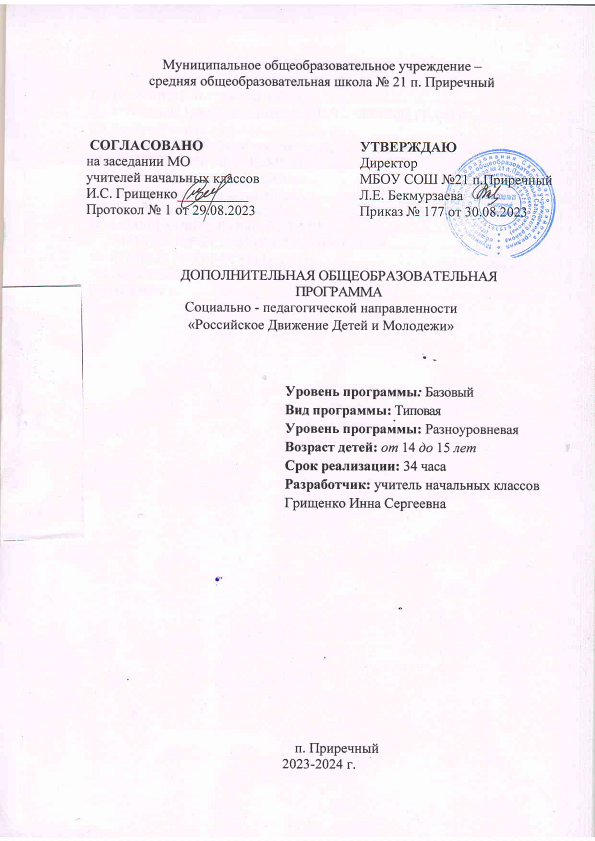 Муниципальное общеобразовательное учреждение –
средняя общеобразовательная школа № 21 п. Приречный
СОГЛАСОВАНО
на заседании МО
учителей начальных классов
И.С. Грищенко
Протокол № 1 от 29.08.2023
УТВЕРЖДАЮ
Директор
МБОУ СОШ №21 п.Приречный
Л.Е. Бекмурзаева
Приказ № 177 от 30.08.2023
ДОПОЛНИТЕЛЬНАЯ ОБЩЕОБРАЗОВАТЕЛЬНАЯ
ПРОГРАММА
Социально - педагогической направленности
«Российское Движение Детей и Молодежи»
Уровень программы: Базовый
Вид программы: Типовая
Уровень программы: Разноуровневая
Возраст детей: от 14 до 15 лет
Срок реализации: 34 часа
Разработчик: учитель начальных классов
Грищенко Инна Сергеевна
п. Приречный
2023-2024 г.